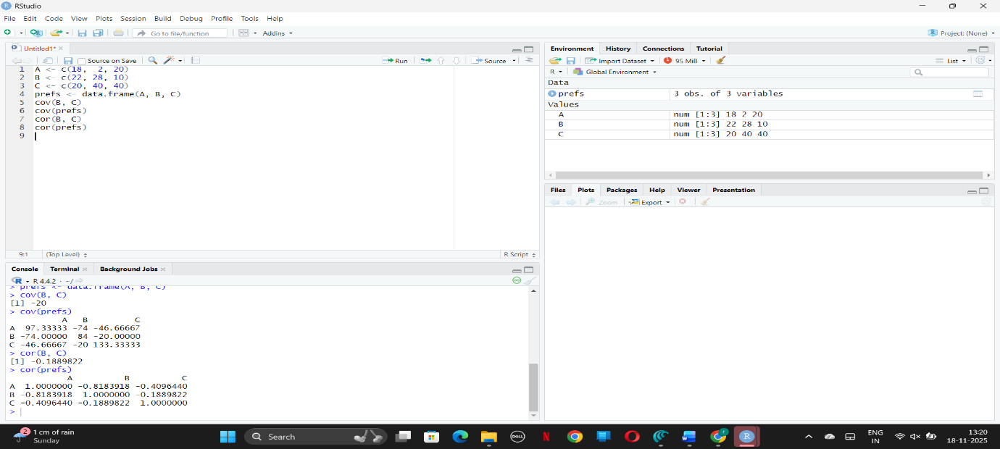 RStudio
File Edit Code View Plots Session Build Debug Profile Tools Help
Go to file/function Addins Project: (None)
Untitled1*
Source on Save Run Source
1 A <- c(18,  2, 20)
2 B <- c(22, 28, 10)
3 C <- c(20, 40, 40)
4 prefs <- data.frame(A, B, C)
5 cov(B, C)
6 cov(prefs)
7 cor(B, C)
8 cor(prefs)
9
9:1 (Top Level) R Script
Console Terminal Background Jobs
R 4.4.2 · ~/
> prefs <- data.frame(A, B, C)
> cov(B, C)
[1] -20
> cov(prefs)
A B C
A 97.33333 -74 -46.66667
B -74.00000 84 -20.00000
C -46.66667 -20 133.33333
> cor(B, C)
[1] -0.1889822
> cor(prefs)
A B C
A 1.0000000 -0.8183918 -0.4096440
B -0.8183918 1.0000000 -0.1889822
C -0.4096440 -0.1889822 1.0000000
>
Environment History Connections Tutorial
Import Dataset 95 MiB List
R Global Environment
Data
prefs 3 obs. of 3 variables
Values
A num [1:3] 18 2 20
B num [1:3] 22 28 10
C num [1:3] 20 40 40
Files Plots Packages Help Viewer Presentation
Zoom Export
2 1 cm of rain
Sunday
Search
DELL
N
W
R
ENG
IN
13:20
18-11-2025